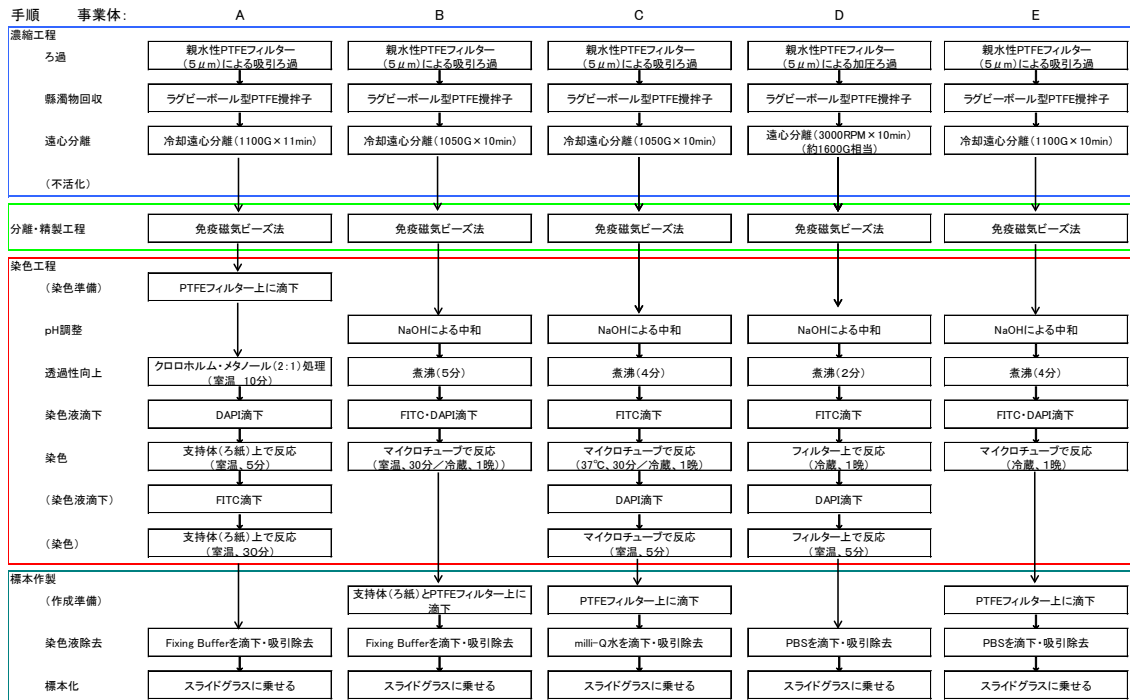 手順 事業体: A B C D E
濃縮工程
ろ過
親水性PTFEフィルター
(5μm)による吸引ろ過
親水性PTFEフィルター
(5μm)による吸引ろ過
親水性PTFEフィルター
(5μm)による吸引ろ過
親水性PTFEフィルター
(5μm)による加圧ろ過
親水性PTFEフィルター
(5μm)による吸引ろ過
懸濁物回収
ラグビーボール型PTFE攪拌子
ラグビーボール型PTFE攪拌子
ラグビーボール型PTFE攪拌子
ラグビーボール型PTFE攪拌子
ラグビーボール型PTFE攪拌子
遠心分離
冷却遠心分離(1100G×11min)
冷却遠心分離(1050G×10min)
冷却遠心分離(1050G×10min)
遠心分離(3000RPM×10min)
(約1600G相当)
冷却遠心分離(1100G×10min)
(不活化)
分離・精製工程
免疫磁気ビーズ法
免疫磁気ビーズ法
免疫磁気ビーズ法
免疫磁気ビーズ法
免疫磁気ビーズ法
染色工程
(染色準備)
PTFEフィルター上に滴下
pH調整
NaOHによる中和
NaOHによる中和
NaOHによる中和
NaOHによる中和
透過性向上
クロロホルム・メタノール(2:1)処理
(室温、10分)
煮沸(5分)
煮沸(4分)
煮沸(2分)
煮沸(4分)
染色液滴下
DAPI滴下
FITC・DAPI滴下
FITC滴下
FITC滴下
FITC・DAPI滴下
染色
支持体(ろ紙)上で反応
(室温、5分)
マイクロチューブで反応
(室温、30分/冷蔵、1晩))
マイクロチューブで反応
(37℃、30分/冷蔵、1晩)
フィルター上で反応
(冷蔵、1晩)
マイクロチューブで反応
(冷蔵、1晩)
(染色液滴下)
FITC滴下
DAPI滴下
DAPI滴下
(染色)
支持体(ろ紙)上で反応
(室温、30分)
マイクロチューブで反応
(室温、5分)
フィルター上で反応
(室温、5分)
標本作製
(作成準備)
支持体(ろ紙)とPTFEフィルター上に
滴下
PTFEフィルター上に滴下
PTFEフィルター上に滴下
染色液除去
Fixing Bufferを滴下・吸引除去
Fixing Bufferを滴下・吸引除去
milli-Q水を滴下・吸引除去
PBSを滴下・吸引除去
PBSを滴下・吸引除去
標本化
スライドグラスに乗せる
スライドグラスに乗せる
スライドグラスに乗せる
スライドグラスに乗せる
スライドグラスに乗せる